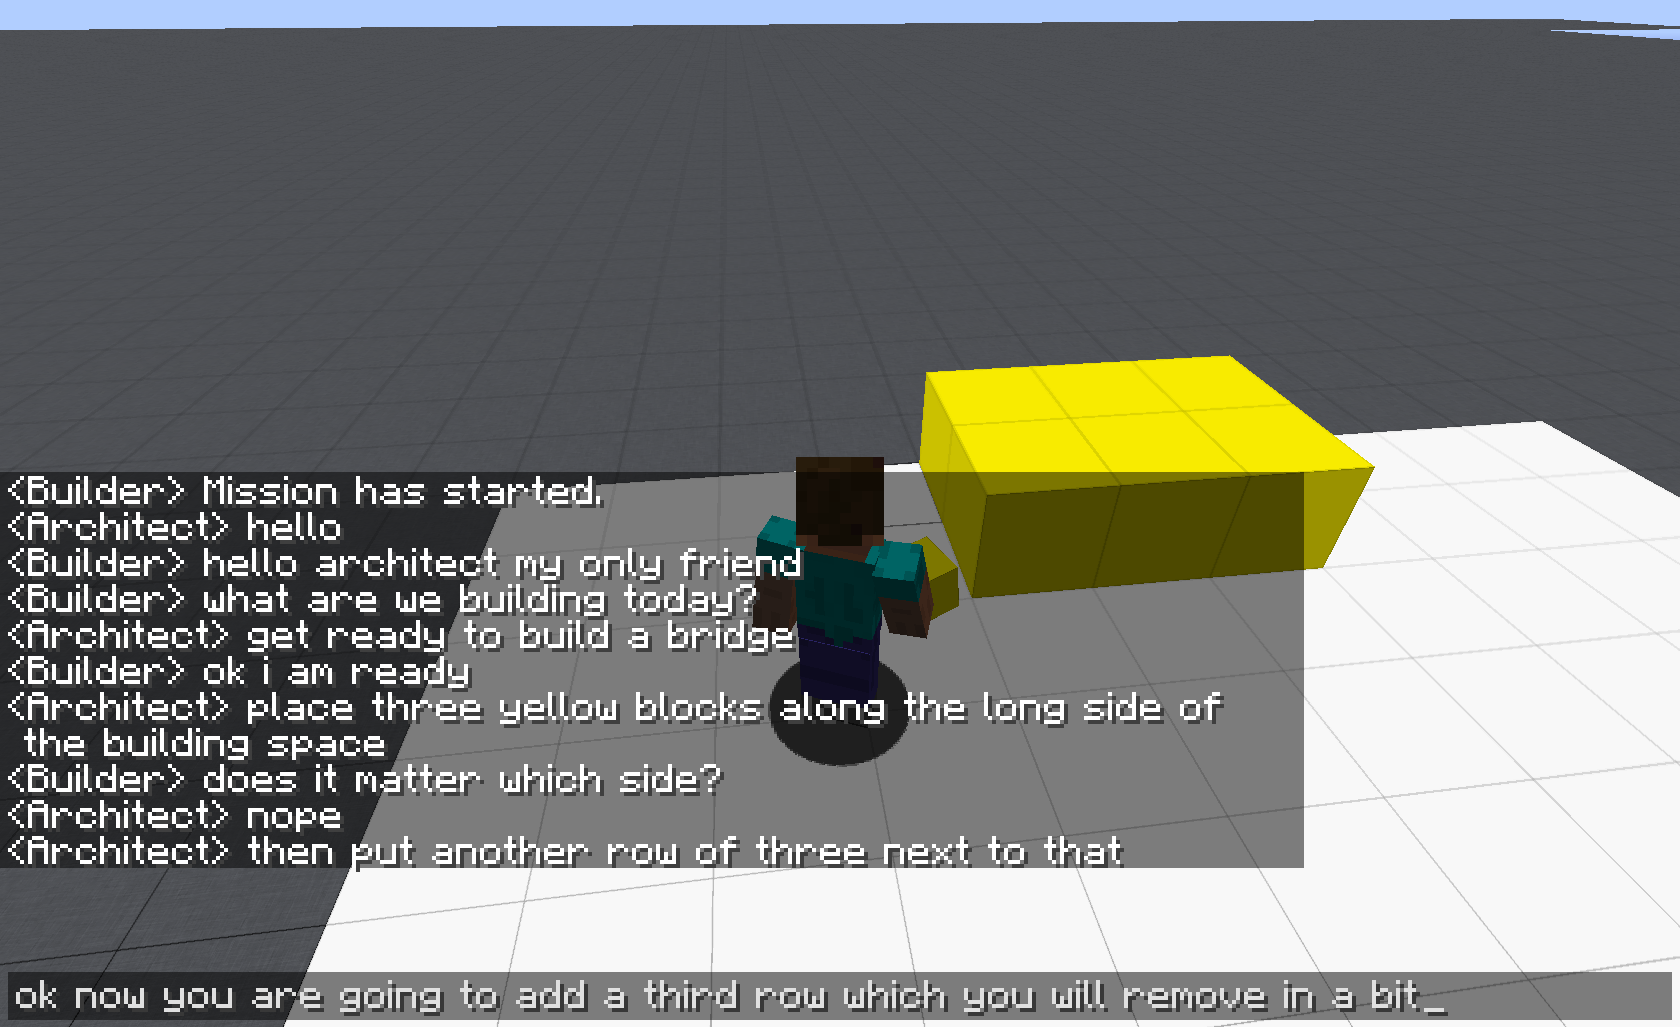 <Builder> Mission has started.
<Architect> hello
<Builder> hello architect my only friend
<Builder> what are we building today?
<Architect> get ready to build a bridge
<Builder> ok i am ready
<Architect> place three yellow blocks along the long side of
the building space
<Builder> does it matter which side?
<Architect> nope
<Architect> then put another row of three next to that
ok now you are going to add a third row which you will remove in a bit_